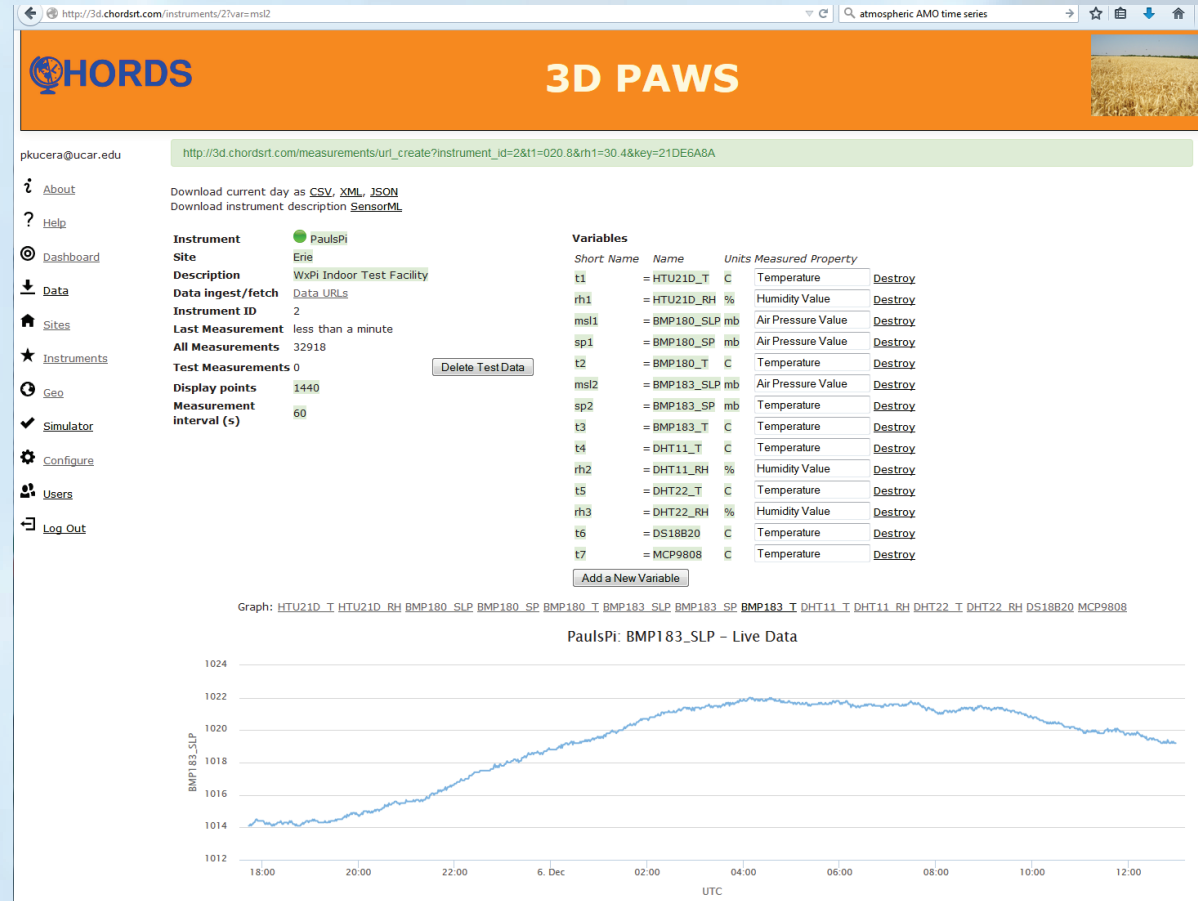 http://3d.chordsrt.com/instruments/2?var=msl2
atmospheric AMO time series
CHORDS
3D PAWS
pkucera@ucar.edu
http://3d.chordsrt.com/measurements/url_create?instrument_id=2&t1=020.8&rh1=30.4&key=21DE6A8A
About
Help
Dashboard
Data
Sites
Instruments
Geo
Simulator
Configure
Users
Log Out
Download current day as CSV, XML, JSON
Download instrument description SensorML
Instrument PaulsPi
Site Erie
Description WxPi Indoor Test Facility
Data ingest/fetch Data URLs
Instrument ID 2
Last Measurement less than a minute
All Measurements 32918
Test Measurements 0 Delete Test Data
Display points 1440
Measurement interval (s) 60
Variables
Short Name Name Units Measured Property
t1 = HTU21D_T C Temperature Destroy
rh1 = HTU21D_RH % Humidity Value Destroy
msl1 = BMP180_SLP mb Air Pressure Value Destroy
sp1 = BMP180_SP mb Air Pressure Value Destroy
t2 = BMP180_T C Temperature Destroy
msl2 = BMP183_SLP mb Air Pressure Value Destroy
sp2 = BMP183_SP mb Temperature Destroy
t3 = BMP183_T C Temperature Destroy
t4 = DHT11_T C Temperature Destroy
rh2 = DHT11_RH % Humidity Value Destroy
t5 = DHT22_T C Temperature Destroy
rh3 = DHT22_RH % Humidity Value Destroy
t6 = DS18B20 C Temperature Destroy
t7 = MCP9808 C Temperature Destroy
Add a New Variable
Graph: HTU21D_T HTU21D_RH BMP180_SLP BMP180_SP BMP180_T BMP183_SLP BMP183_SP BMP183_T DHT11_T DHT11_RH DHT22_T DHT22_RH DS18B20 MCP9808
PaulsPi: BMP183_SLP - Live Data
1024
1022
1020
1018
1016
1014
1012
BMP183_SLP
18:00 20:00 22:00 6. Dec 02:00 04:00 06:00 08:00 10:00 12:00
UTC